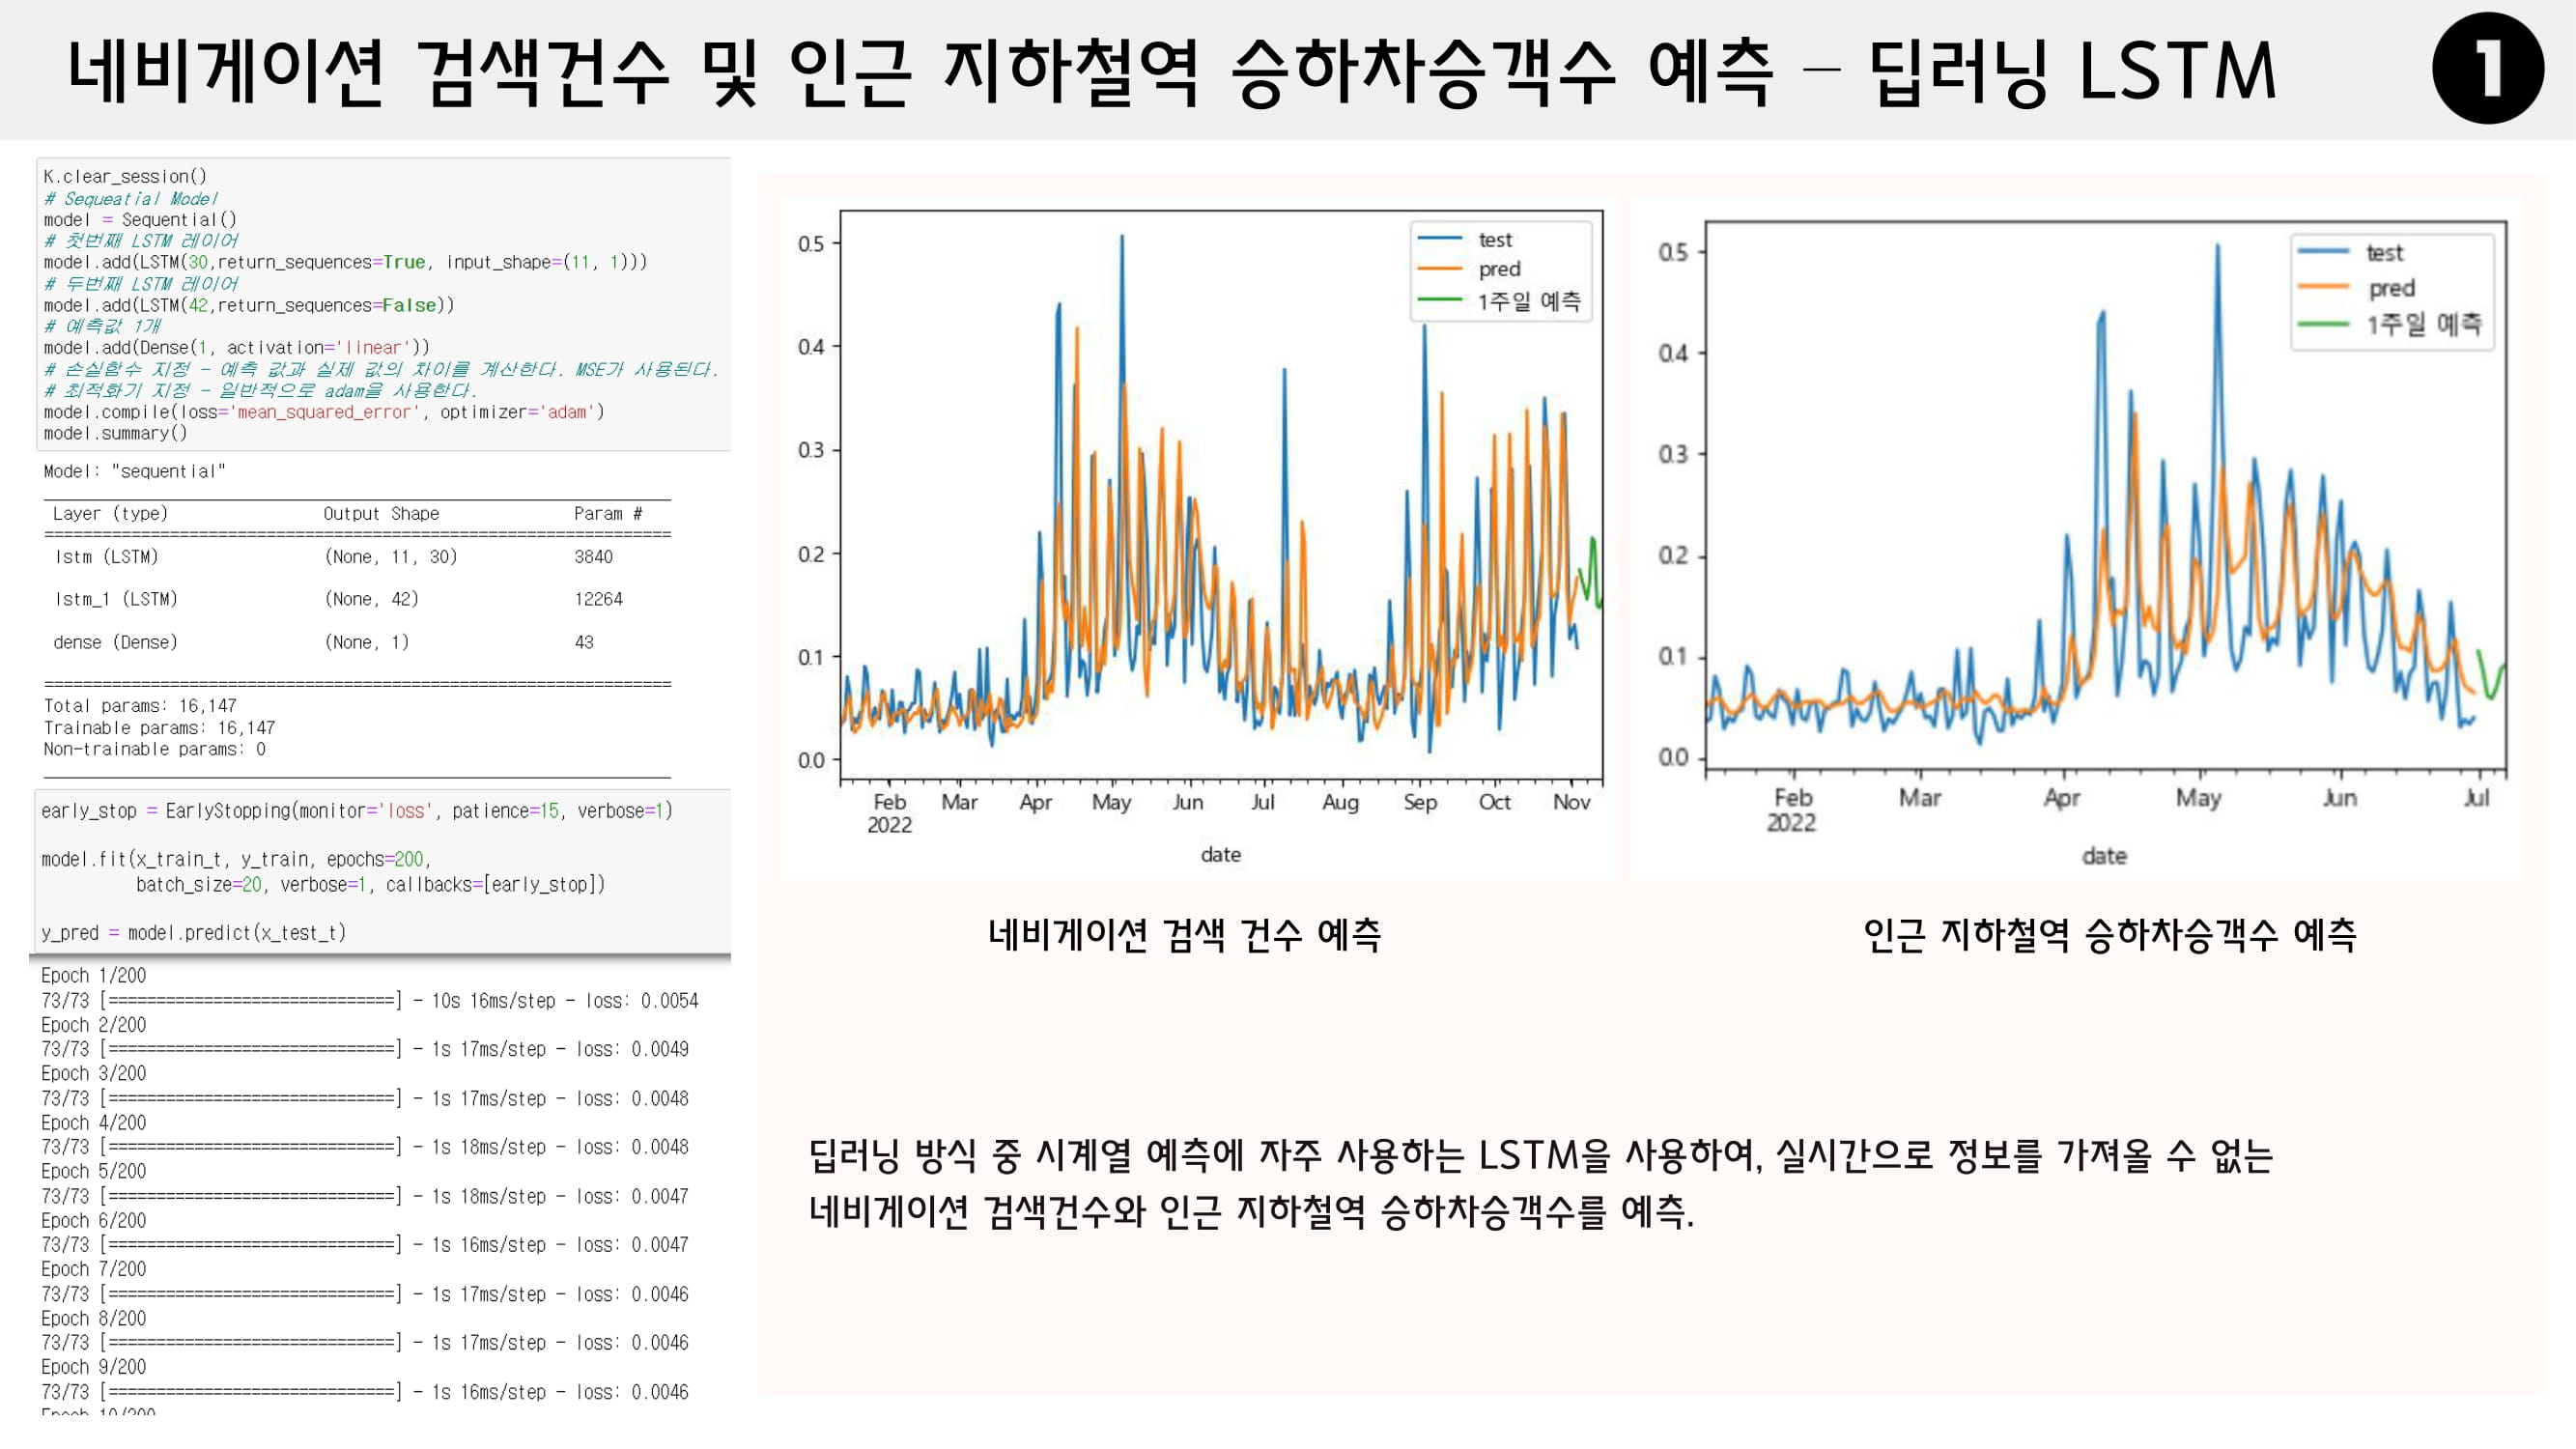 네비게이션 검색건수 및 인근 지하철역 승하차승객수 예측 – 딥러닝 LSTM
1
K.clear_session()
# Sequeatial Model
model = Sequential()
# 첫번째 LSTM 레이어
model.add(LSTM(30,return_sequences=True, input_shape=(11, 1)))
# 두번째 LSTM 레이어
model.add(LSTM(42,return_sequences=False))
# 예측값 1개
model.add(Dense(1, activation='linear'))
# 손실함수 지정 - 예측 값과 실제 값의 차이를 계산한다. MSE가 사용된다.
# 최적화기 지정 - 일반적으로 adam을 사용한다.
model.compile(loss='mean_squared_error', optimizer='adam')
model.summary()
Model: "sequential"
Layer (type) Output Shape Param #
lstm (LSTM) (None, 11, 30) 3840
lstm_1 (LSTM) (None, 42) 12264
dense (Dense) (None, 1) 43
Total params: 16,147
Trainable params: 16,147
Non-trainable params: 0
early_stop = EarlyStopping(monitor='loss', patience=15, verbose=1)
model.fit(x_train_t, y_train, epochs=200,
batch_size=20, verbose=1, callbacks=[early_stop])
y_pred = model.predict(x_test_t)
Epoch 1/200
73/73 [==============================] - 10s 16ms/step - loss: 0.0054
Epoch 2/200
73/73 [==============================] - 1s 17ms/step - loss: 0.0049
Epoch 3/200
73/73 [==============================] - 1s 17ms/step - loss: 0.0048
Epoch 4/200
73/73 [==============================] - 1s 18ms/step - loss: 0.0048
Epoch 5/200
73/73 [==============================] - 1s 18ms/step - loss: 0.0047
Epoch 6/200
73/73 [==============================] - 1s 16ms/step - loss: 0.0047
Epoch 7/200
73/73 [==============================] - 1s 17ms/step - loss: 0.0046
Epoch 8/200
73/73 [==============================] - 1s 17ms/step - loss: 0.0046
Epoch 9/200
73/73 [==============================] - 1s 16ms/step - loss: 0.0046
Epoch 10/200
test
pred
1주일 예측
0.5
0.4
0.3
0.2
0.1
0.0
Feb Mar Apr May Jun Jul Aug Sep Oct Nov
2022
date
네비게이션 검색 건수 예측
test
pred
1주일 예측
0.5
0.4
0.3
0.2
0.1
0.0
Feb Mar Apr May Jun Jul
2022
date
인근 지하철역 승하차승객수 예측
딥러닝 방식 중 시계열 예측에 자주 사용하는 LSTM을 사용하여, 실시간으로 정보를 가져올 수 없는
네비게이션 검색건수와 인근 지하철역 승하차승객수를 예측.